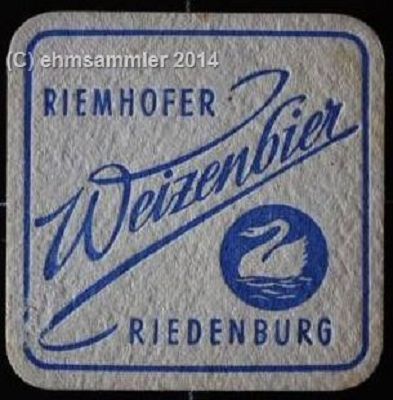 (C) ehmsammler 2014
RIEMHOFER
Weizenbier
RIEDENBURG